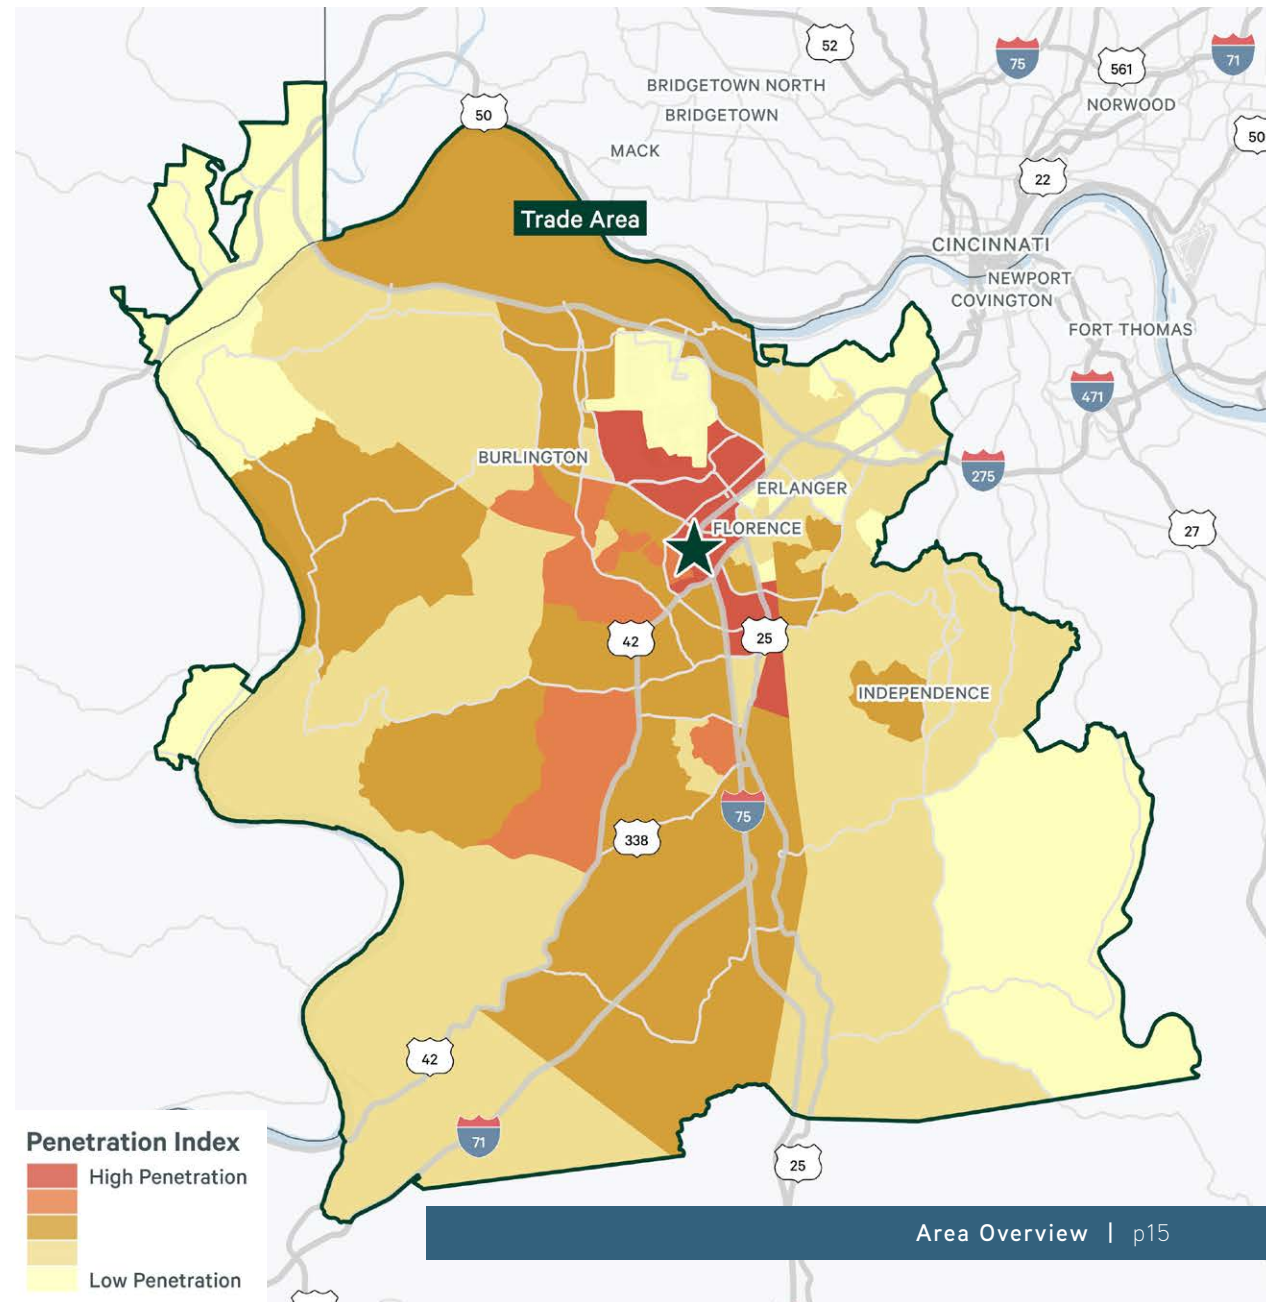 52
75
561
71
BRIDGETOWN NORTH
NORWOOD
BRIDGETOWN
50
50
MACK
22
Trade Area
CINCINNATI
NEWPORT
COVINGTON
FORT THOMAS
471
BURLINGTON
275
ERLANGER
FLORENCE
27
42
25
INDEPENDENCE
75
338
42
71
25
Penetration Index
High Penetration
Low Penetration
Area Overview | p15